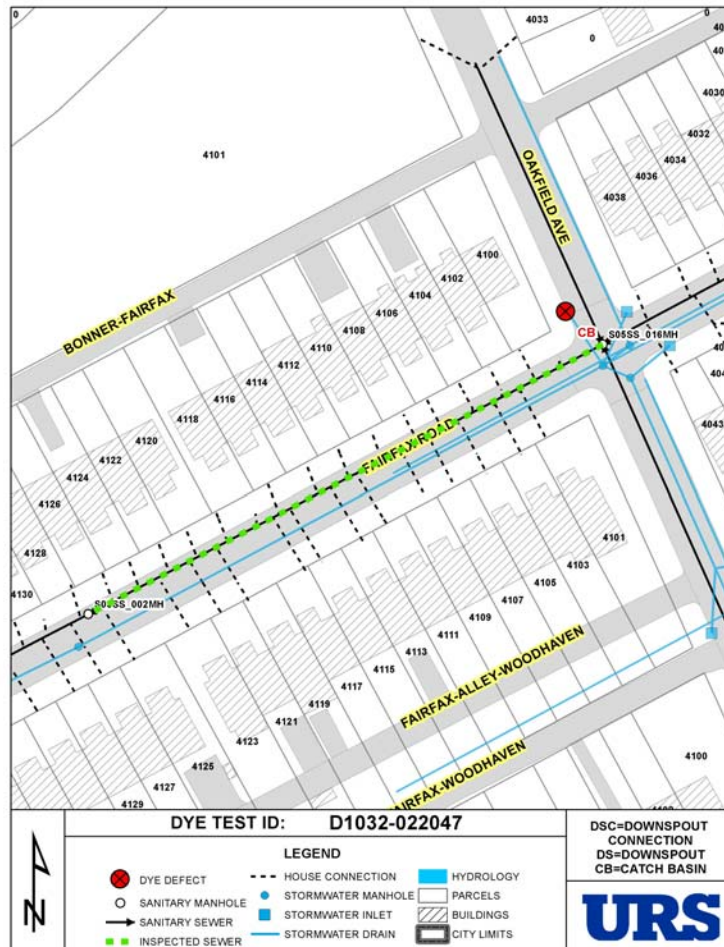 0
4033
0
0
4030
4032
4034
4036
4038
4101
OAKFIELD AVE
4100
4102
4104
4106
4108
4110
4112
4114
4116
4118
4120
4122
4124
4126
4128
4130
BONNER-FAIRFAX
CB
S05SS_016MH
FAIRFAX ROAD
4043
4101
4103
4105
4107
4109
4111
4113
4115
4117
4119
4121
4123
4125
4127
4129
FAIRFAX-ALLEY-WOODHAVEN
FAIRFAX-WOODHAVEN
4100
DYE TEST ID: D1032-022047
LEGEND
DYE DEFECT
SANITARY MANHOLE
SANITARY SEWER
INSPECTED SEWER
HOUSE CONNECTION
STORMWATER MANHOLE
STORMWATER INLET
STORMWATER DRAIN
HYDROLOGY
PARCELS
BUILDINGS
CITY LIMITS
DSC=DOWNSPOUT
CONNECTION
DS=DOWNSPOUT
CB=CATCH BASIN
N
URS